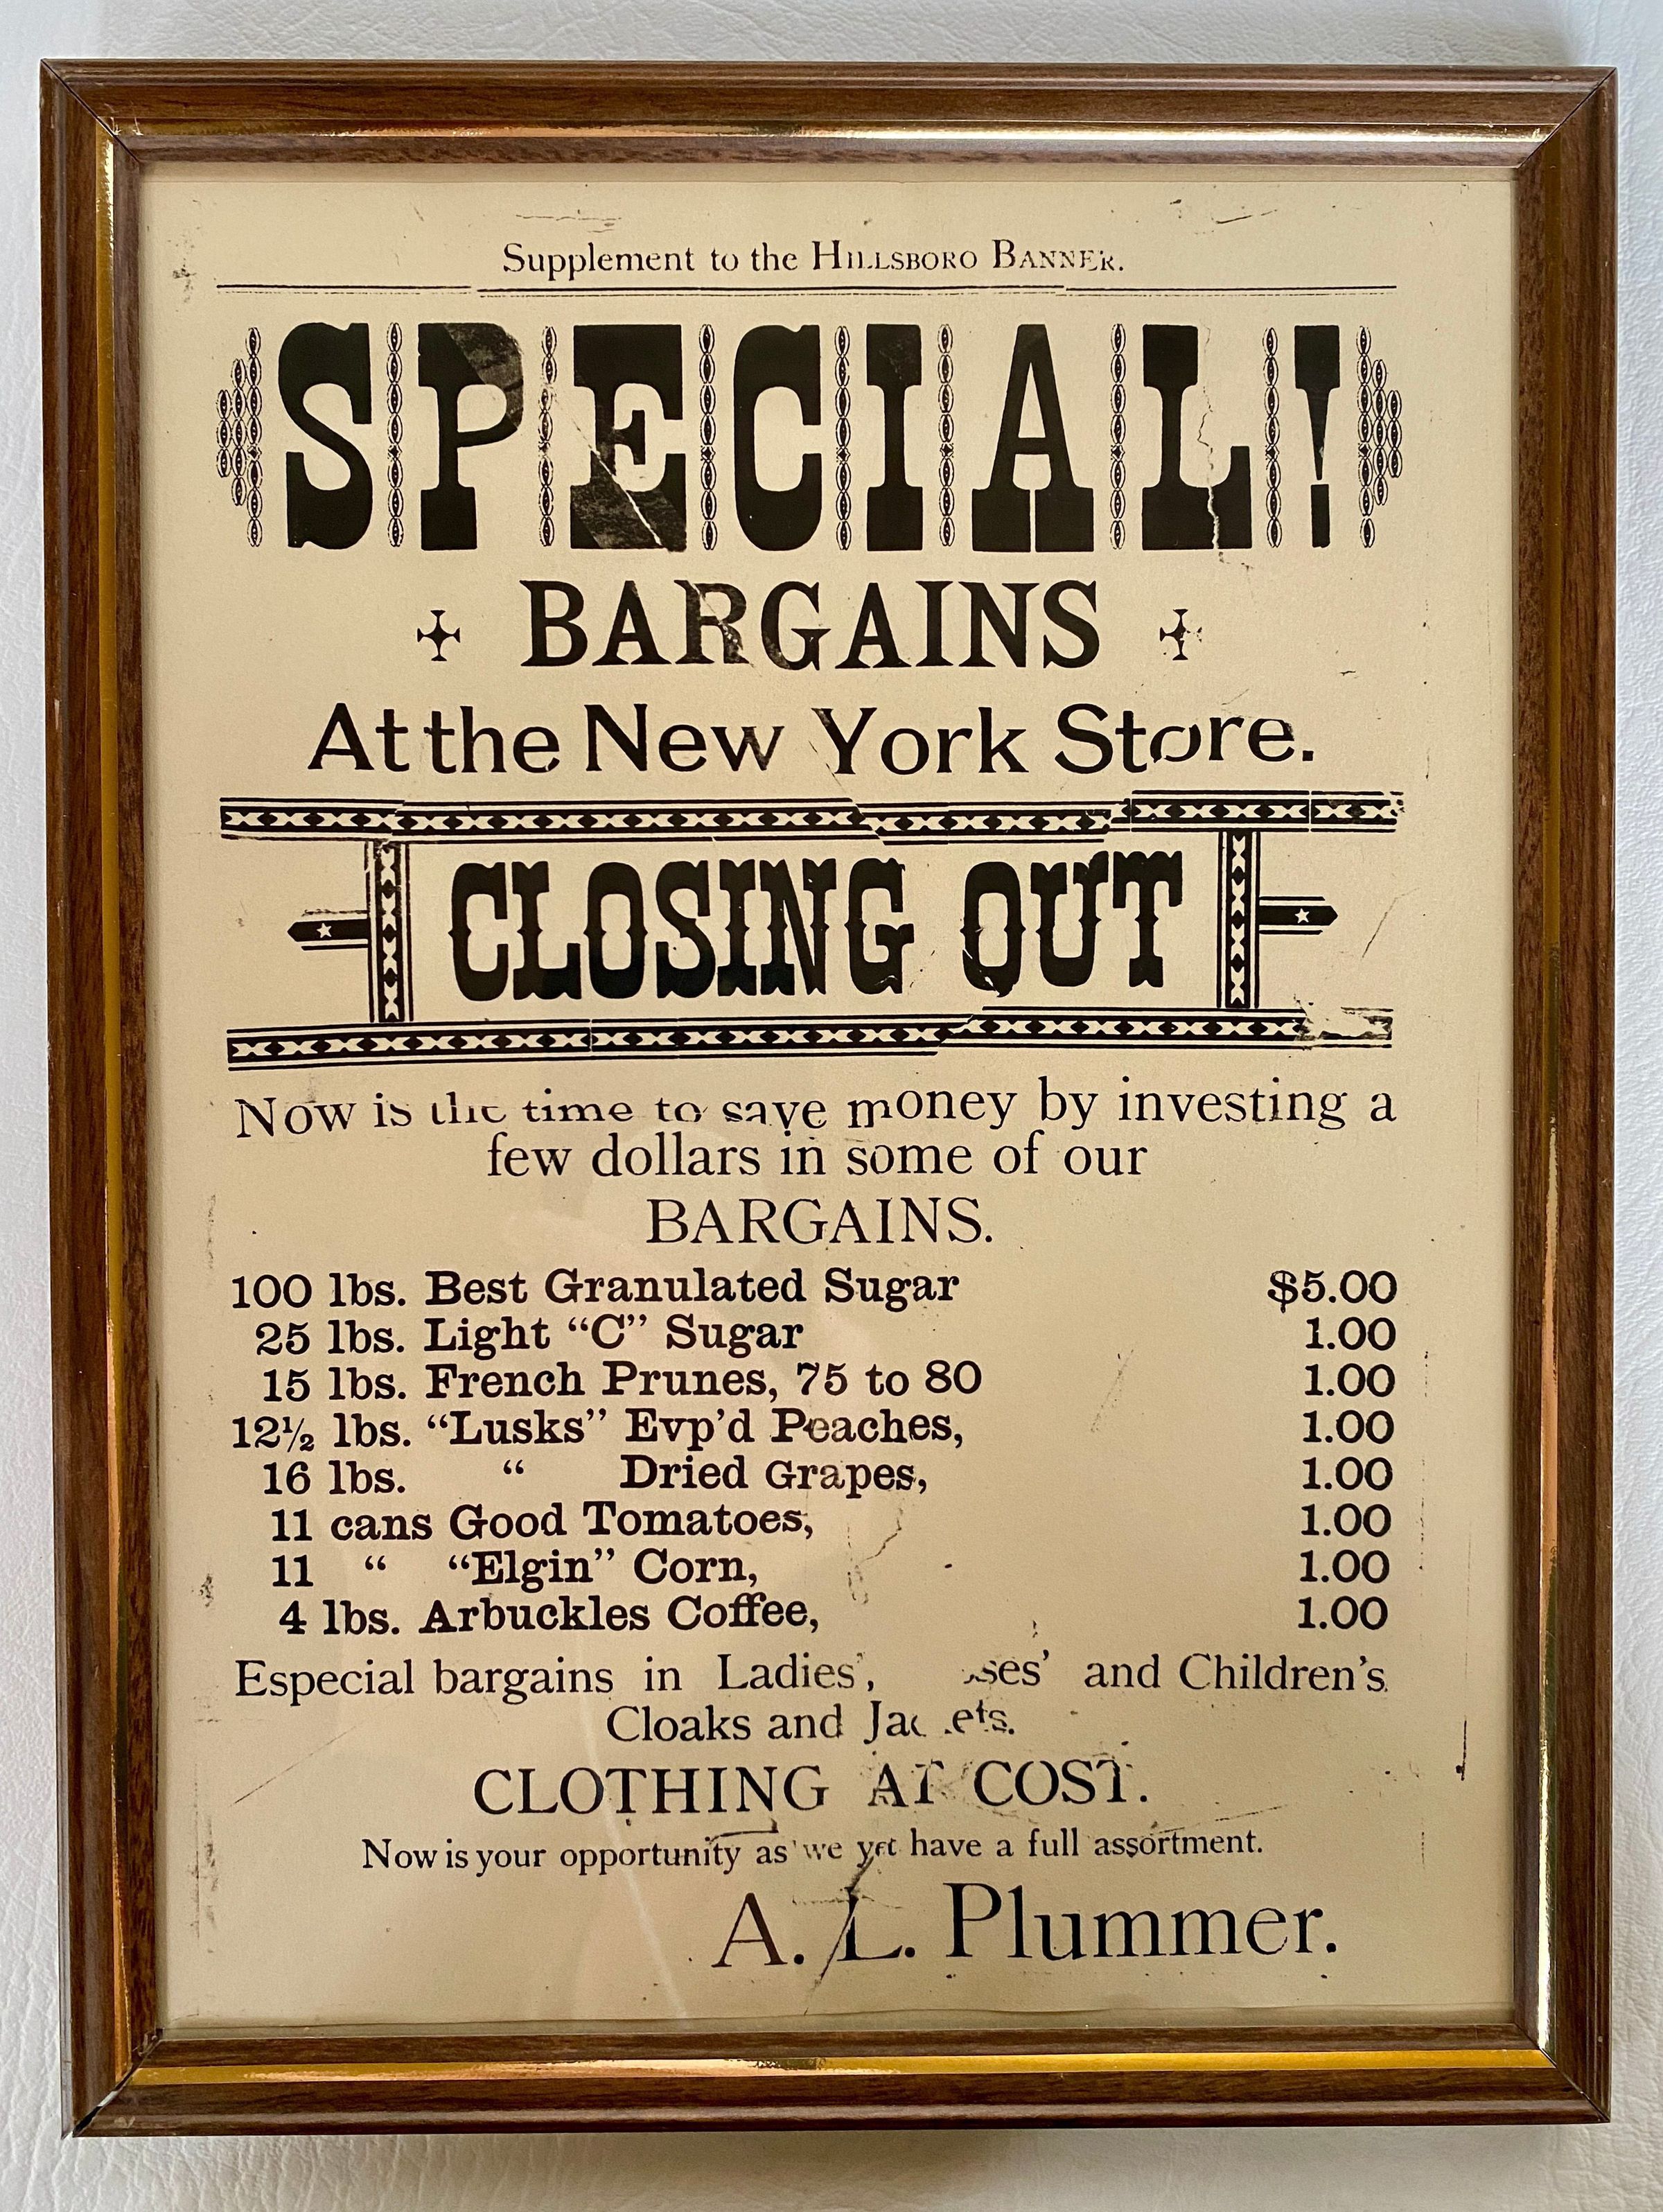 Supplement to the HILLSBORO BANNER.
SPECIAL!
BARGAINS
At the New York Store.
CLOSING OUT
Now is the time to save money by investing a
few dollars in some of our
BARGAINS.
100 lbs. Best Granulated Sugar $5.00
25 lbs. Light “C” Sugar 1.00
15 lbs. French Prunes, 75 to 80 1.00
12½ lbs. “Lusks” Evp’d Peaches, 1.00
16 lbs. “ Dried Grapes, 1.00
11 cans Good Tomatoes, 1.00
11 “ “Elgin” Corn, 1.00
4 lbs. Arbuckles Coffee, 1.00
Especial bargains in Ladies’, and Children’s
Cloaks and Jackets.
CLOTHING AT COST.
Now is your opportunity as we yet have a full assortment.
A. L. Plummer.